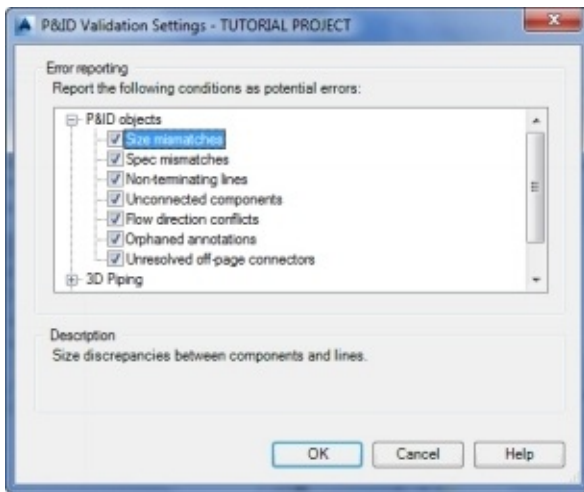 P&ID Validation Settings - TUTORIAL PROJECT
Error reporting
Report the following conditions as potential errors:
P&ID objects
Size mismatches
Spec mismatches
Non-terminating lines
Unconnected components
Flow direction conflicts
Orphaned annotations
Unresolved off-page connectors
3D Piping
Description
Size discrepancies between components and lines.
OK Cancel Help